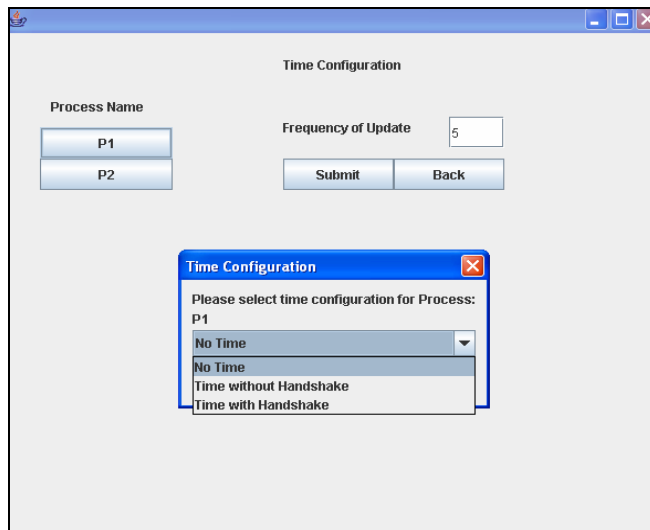 Time Configuration
Process Name
Frequency of Update 5
P1
P2 Submit Back
Time Configuration
Please select time configuration for Process:
P1
No Time
No Time
Time without Handshake
Time with Handshake